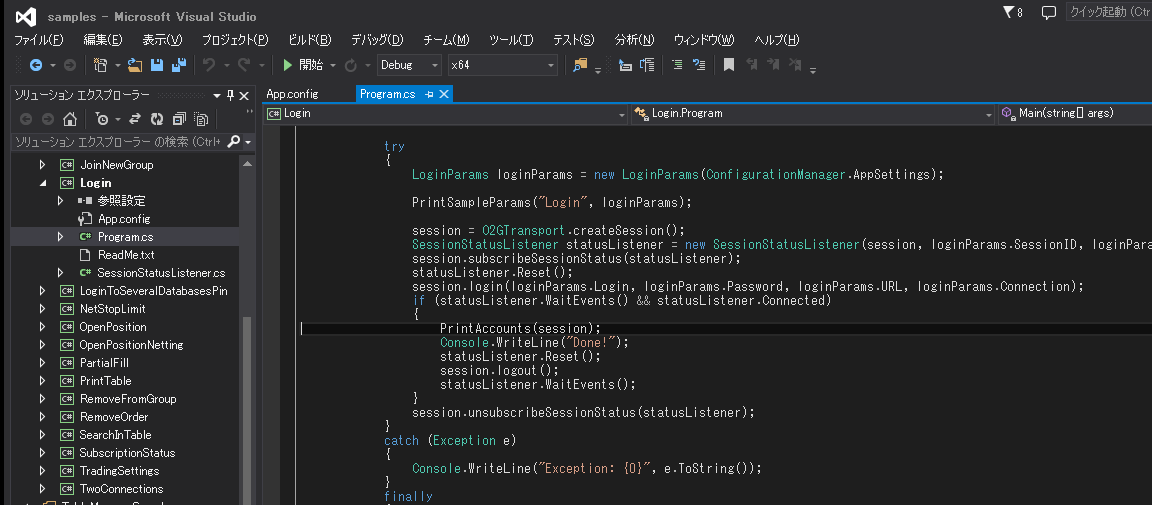 samples - Microsoft Visual Studio
8
クイック起動 (Ctr
ファイル(F) 編集(E) 表示(V) プロジェクト(P) ビルド(B) デバッグ(D) チーム(M) ツール(T) テスト(S) 分析(N) ウィンドウ(W) ヘルプ(H)
開始 Debug x64
ソリューション エクスプローラー
ソリューション エクスプローラー の検索 (Ctrl+
JoinNewGroup
Login
参照設定
App.config
Program.cs
ReadMe.txt
SessionStatusListener.cs
LoginToSeveralDatabasesPin
NetStopLimit
OpenPosition
OpenPositionNetting
PartialFill
PrintTable
RemoveFromGroup
RemoveOrder
SearchInTable
SubscriptionStatus
TradingSettings
TwoConnections
App.config Program.cs
Login Login.Program Main(string[] args)
try
{
LoginParams loginParams = new LoginParams(ConfigurationManager.AppSettings);
PrintSampleParams("Login", loginParams);
session = O2GTransport.createSession();
SessionStatusListener statusListener = new SessionStatusListener(session, loginParams.SessionID, loginPara
session.subscribeSessionStatus(statusListener);
statusListener.Reset();
session.login(loginParams.Login, loginParams.Password, loginParams.URL, loginParams.Connection);
if (statusListener.WaitEvents() && statusListener.Connected)
{
PrintAccounts(session);
Console.WriteLine("Done!");
statusListener.Reset();
session.logout();
statusListener.WaitEvents();
}
session.unsubscribeSessionStatus(statusListener);
}
catch (Exception e)
{
Console.WriteLine("Exception: {0}", e.ToString());
}
finally